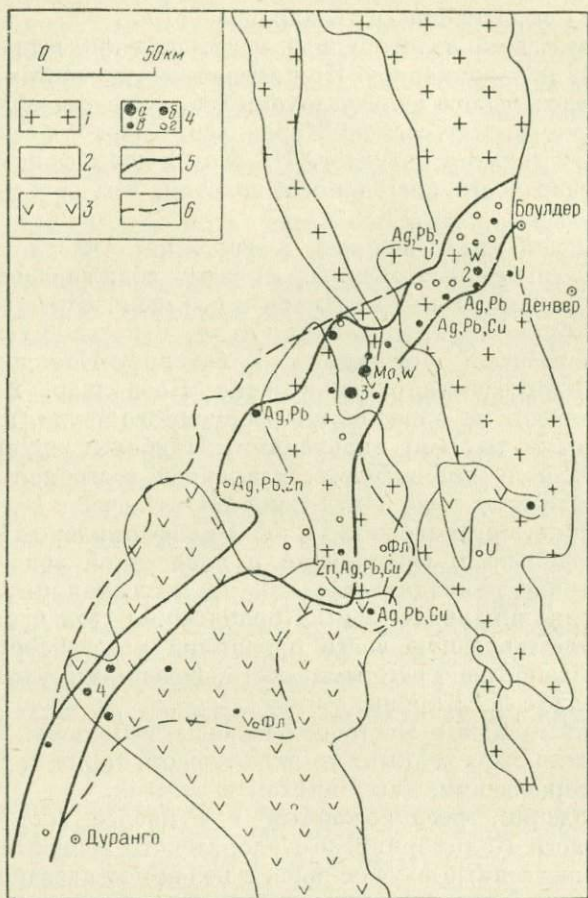 0 50км
1
а б 4
в г
2
5
3
6
Боулдер
Ag,Pb,
U
W
2
U
Денвер
Ag,Pb
Ag,Pb,Cu
Mo,W
3
Ag,Pb
Ag,Pb,Zn
1
U
Фл
Zn,Ag,Pb,Cu
Ag,Pb,Cu
4
Фл
Дуранго